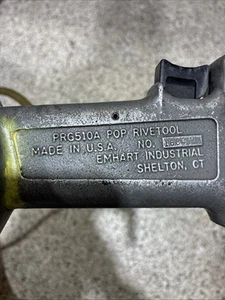 PRG510A POP RIVETOOL
MADE IN U.S.A. NO.
EMHART INDUSTRIAL
SHELTON, CT